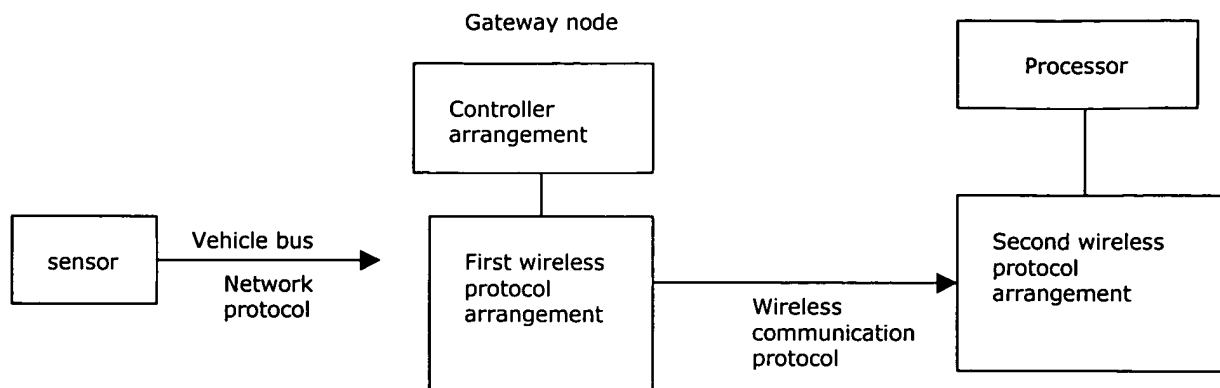 Gateway node
Controller
arrangement
Processor
sensor
Vehicle bus
Network
protocol
First wireless
protocol
arrangement
Wireless
communication
protocol
Second wireless
protocol
arrangement